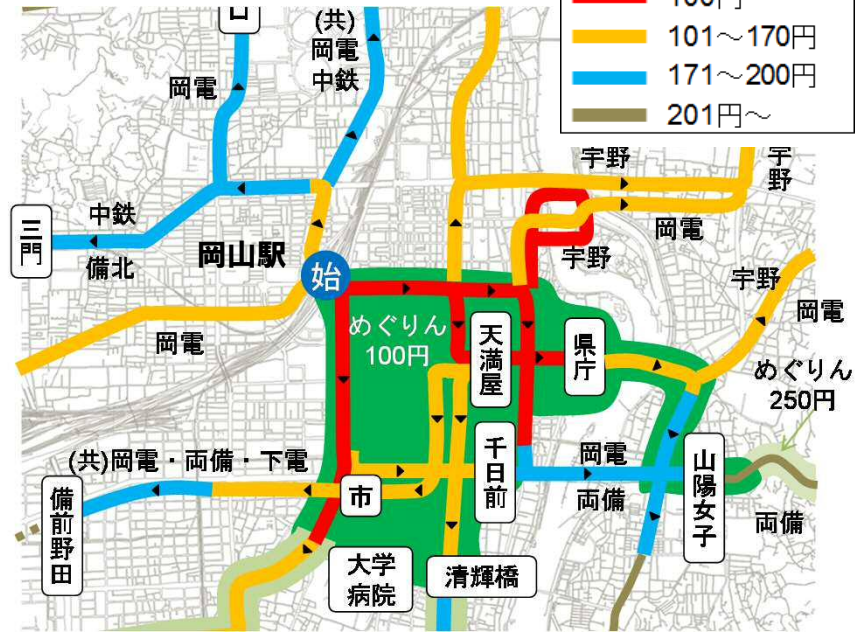 100円
101～170円
171～200円
201円～
口
(共)
岡電
中鉄
岡電
宇野
宇野
岡電
宇野
三門
中鉄
備北
岡山駅
始
宇野
岡電
岡電
めぐりん
100円
天満屋
県庁
めぐりん
250円
(共)岡電・両備・下電
市
千日前
岡電
両備
山陽女子
両備
備前野田
大学
病院
清輝橋